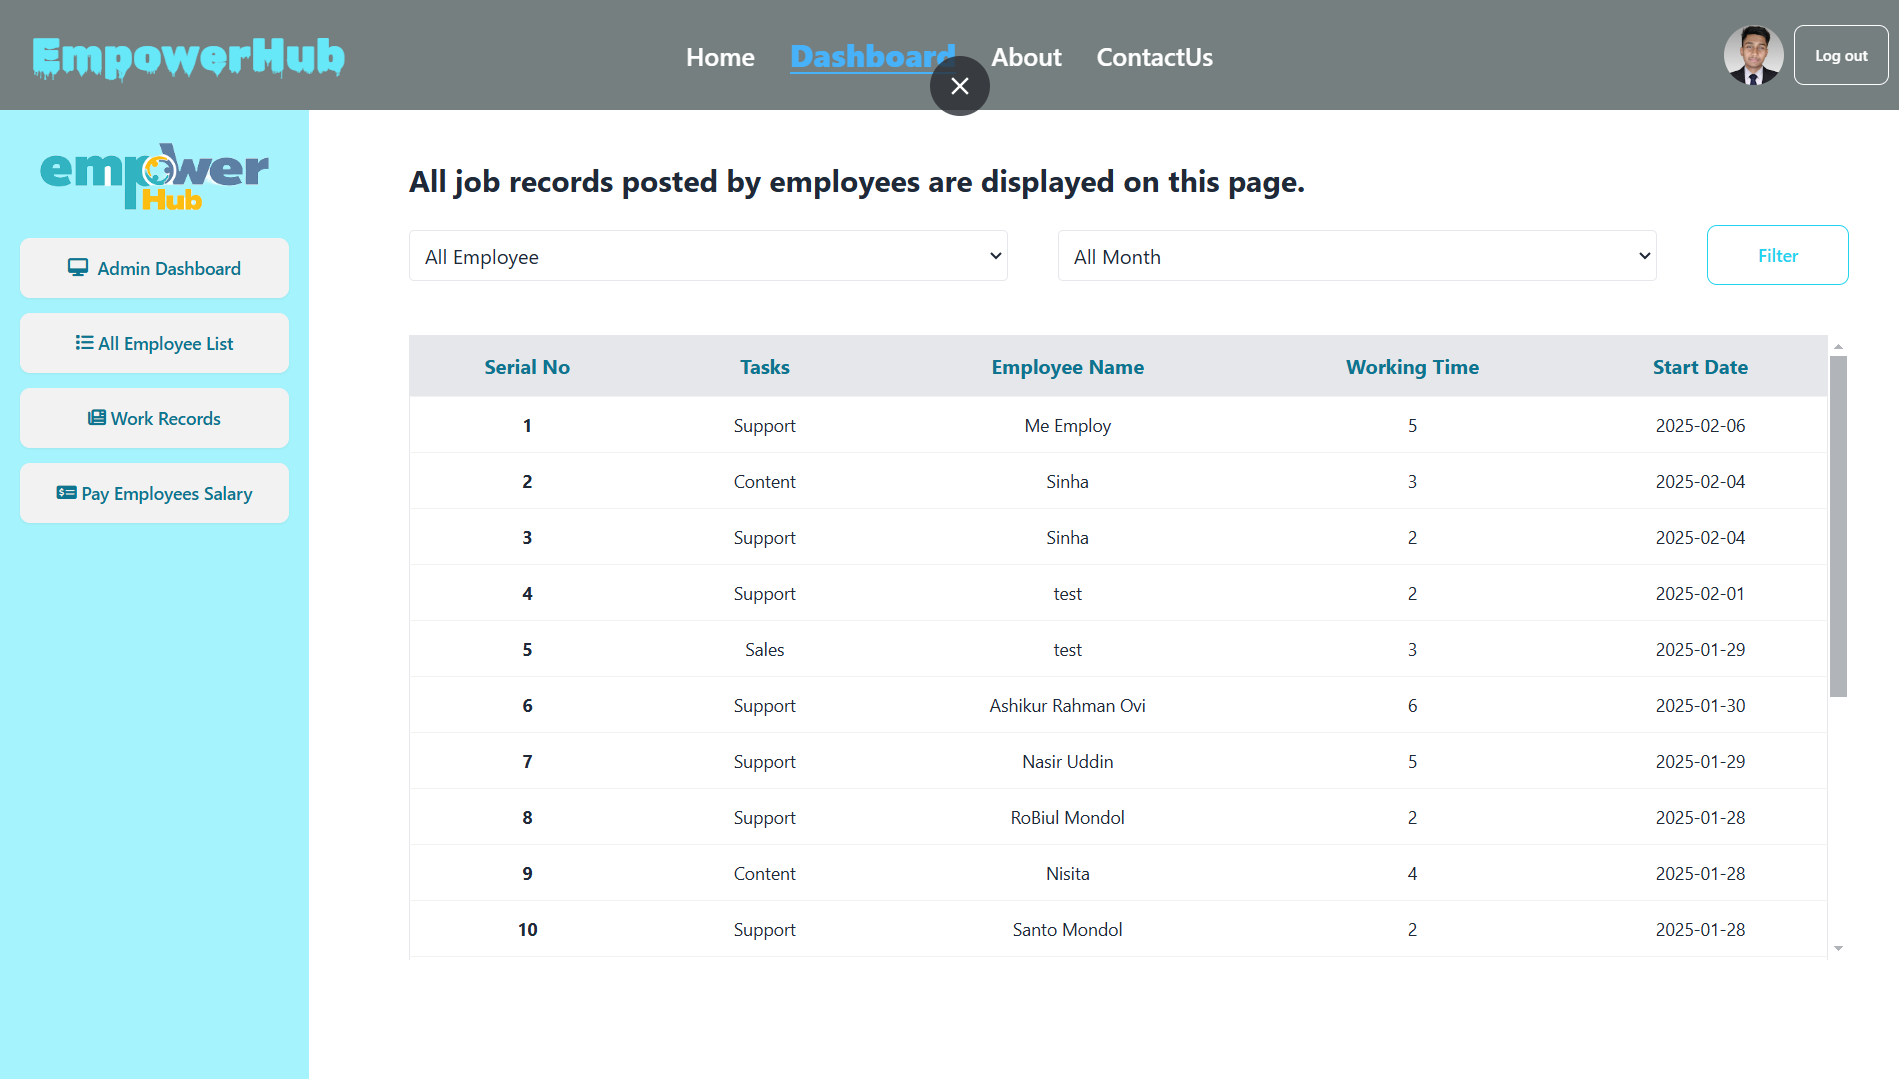 EmpowerHub
Home Dashboard About ContactUs
Log out
empower
Hub
Admin Dashboard
All Employee List
Work Records
Pay Employees Salary
All job records posted by employees are displayed on this page.
All Employee All Month Filter
Serial No Tasks Employee Name Working Time Start Date
1 Support Me Employ 5 2025-02-06
2 Content Sinha 3 2025-02-04
3 Support Sinha 2 2025-02-04
4 Support test 2 2025-02-01
5 Sales test 3 2025-01-29
6 Support Ashikur Rahman Ovi 6 2025-01-30
7 Support Nasir Uddin 5 2025-01-29
8 Support RoBiul Mondol 2 2025-01-28
9 Content Nisita 4 2025-01-28
10 Support Santo Mondol 2 2025-01-28